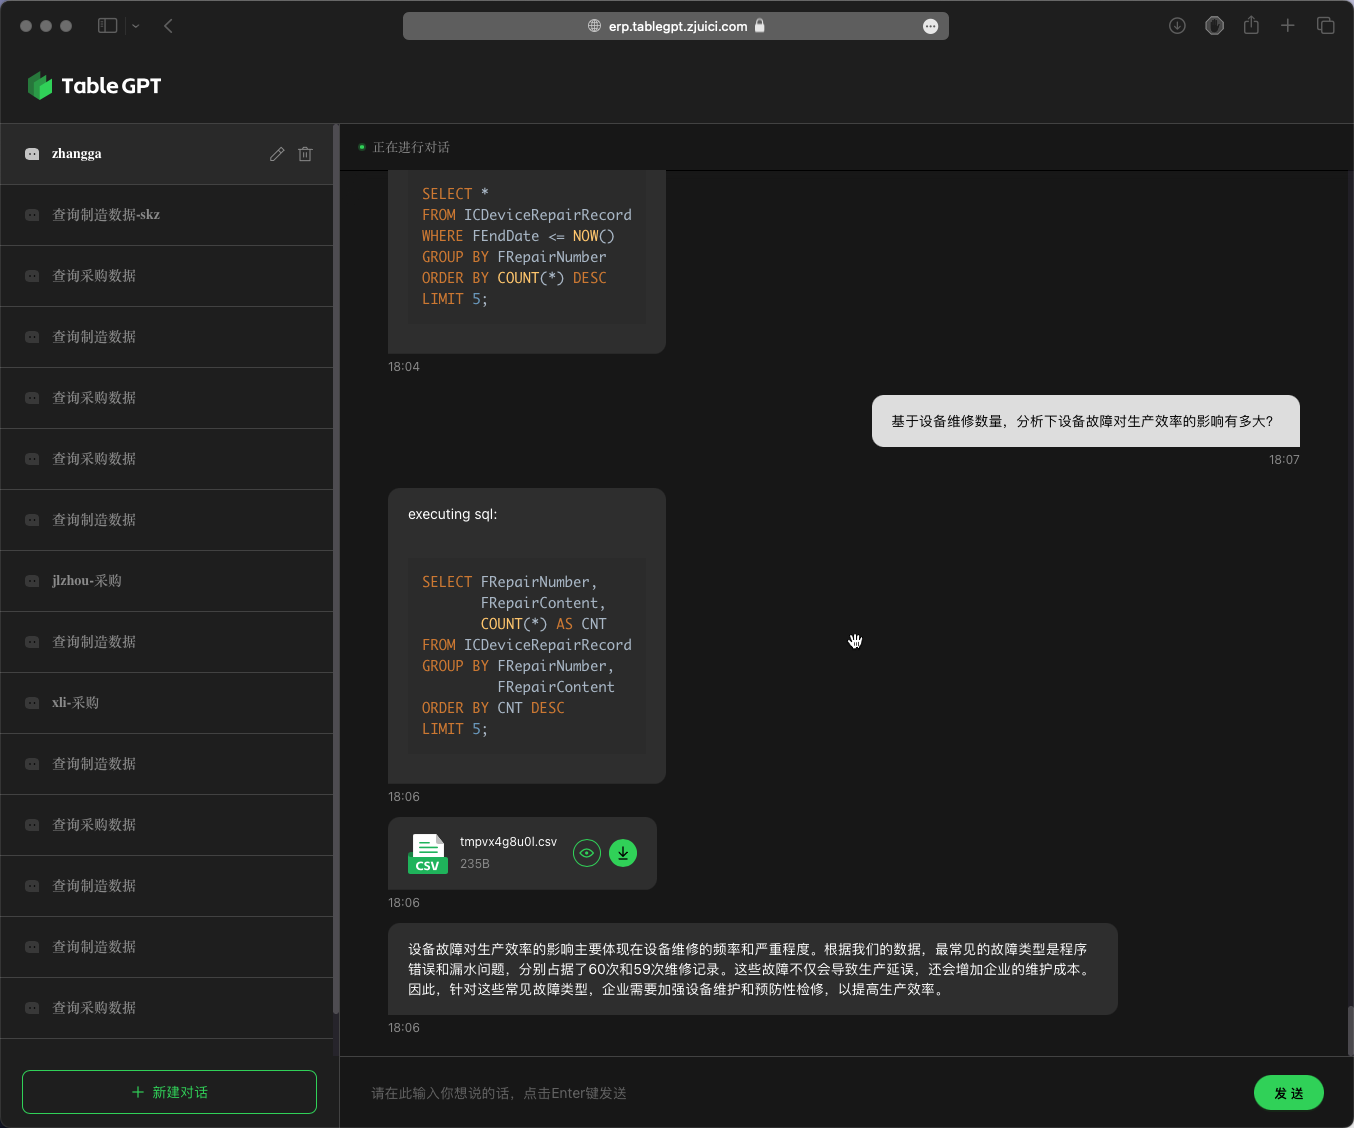 erp.tablegpt.zjuici.com
TableGPT
zhangga
查询制造数据-skz
查询采购数据
查询制造数据
查询采购数据
查询采购数据
查询制造数据
jlzhou-采购
查询制造数据
xli-采购
查询制造数据
查询采购数据
查询制造数据
查询制造数据
查询采购数据
新建对话
正在进行对话
SELECT *
FROM ICDeviceRepairRecord
WHERE FEndDate <= NOW()
GROUP BY FRepairNumber
ORDER BY COUNT(*) DESC
LIMIT 5;
18:04
基于设备维修数量，分析下设备故障对生产效率的影响有多大？
18:07
executing sql:
SELECT FRepairNumber,
FRepairContent,
COUNT(*) AS CNT
FROM ICDeviceRepairRecord
GROUP BY FRepairNumber,
FRepairContent
ORDER BY CNT DESC
LIMIT 5;
18:06
CSV
tmpvx4g8u0l.csv
235B
18:06
设备故障对生产效率的影响主要体现在设备维修的频率和严重程度。根据我们的数据，最常见的故障类型是程序
错误和漏水问题，分别占据了60次和59次维修记录。这些故障不仅会导致生产延误，还会增加企业的维护成本。
因此，针对这些常见故障类型，企业需要加强设备维护和预防性检修，以提高生产效率。
18:06
请在此输入你想说的话，点击Enter键发送
发 送